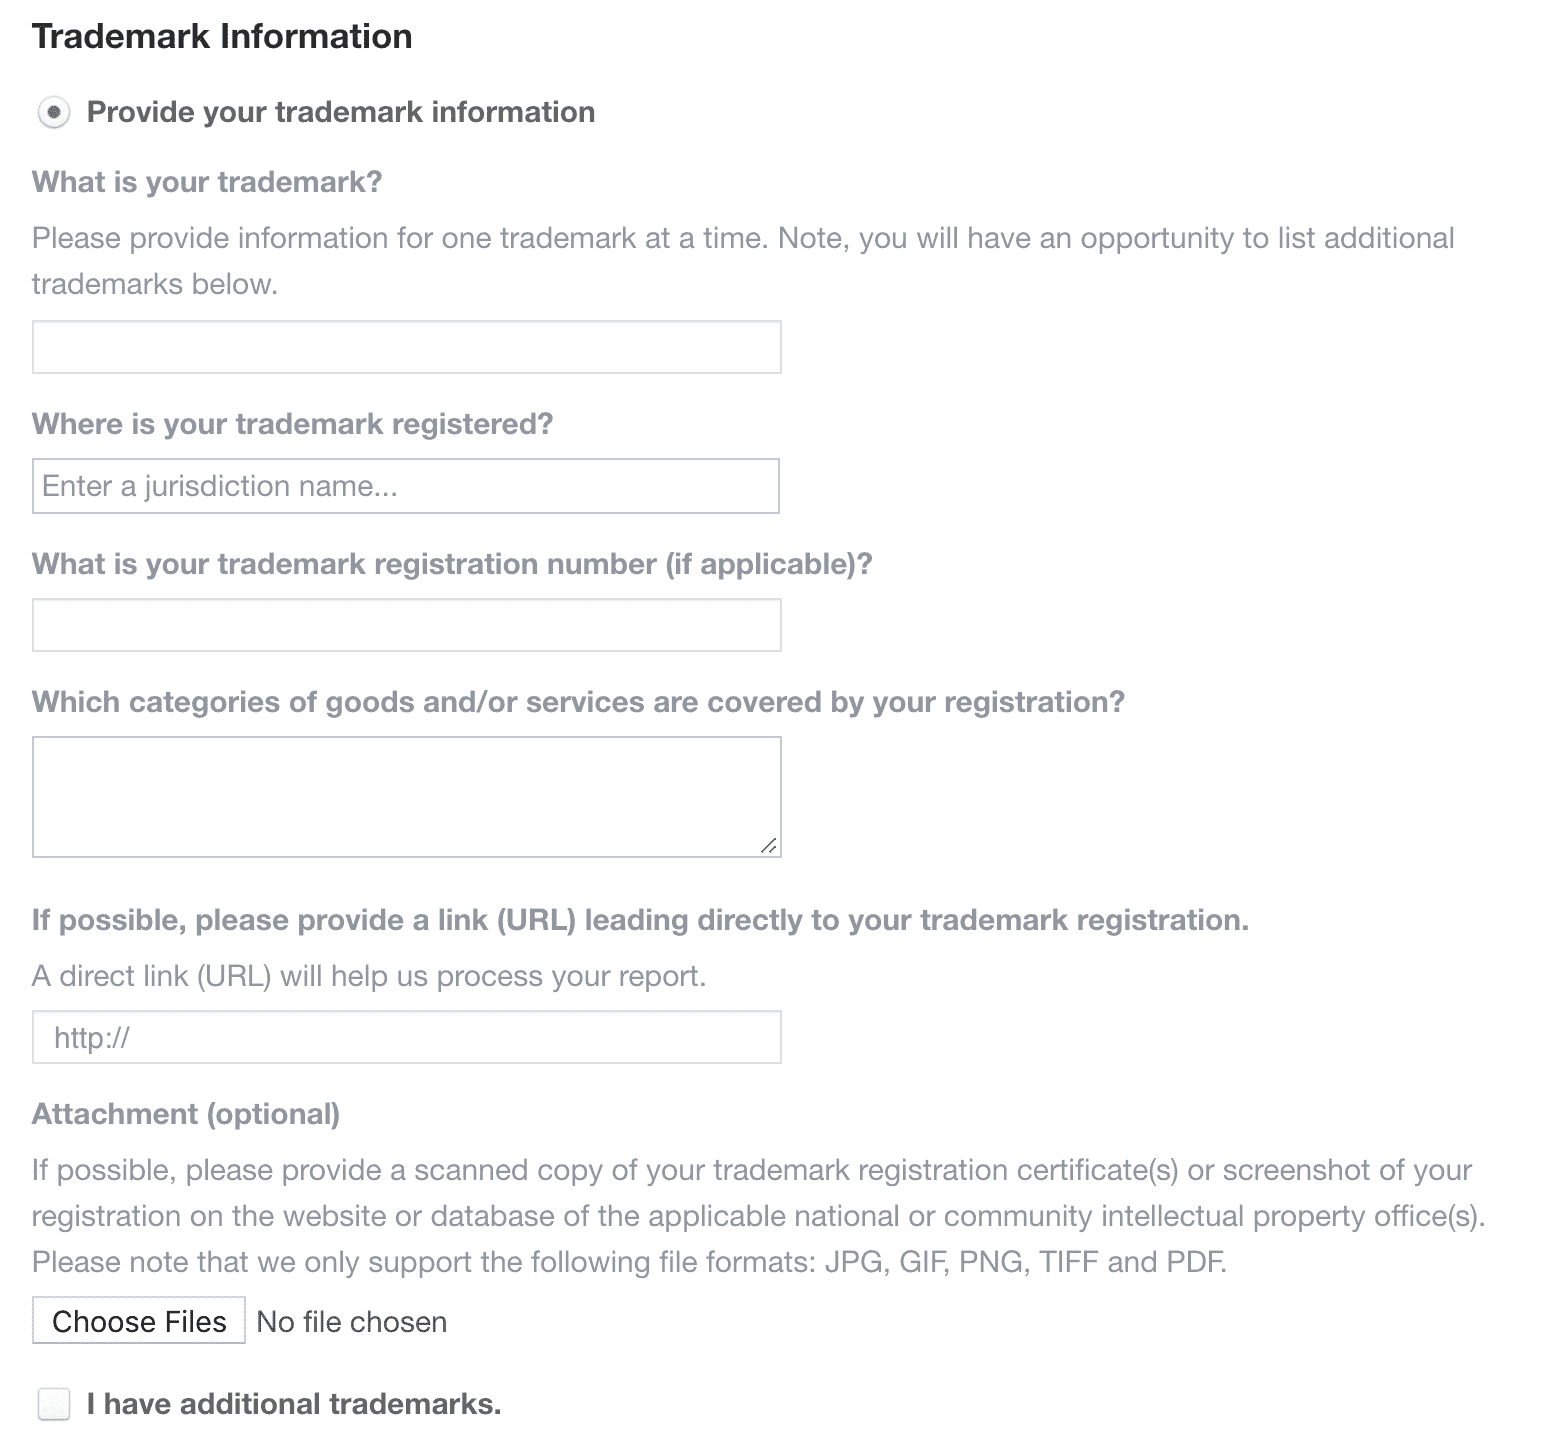 Trademark Information
Provide your trademark information
What is your trademark?
Please provide information for one trademark at a time. Note, you will have an opportunity to list additional
trademarks below.
Where is your trademark registered?
Enter a jurisdiction name...
What is your trademark registration number (if applicable)?
Which categories of goods and/or services are covered by your registration?
If possible, please provide a link (URL) leading directly to your trademark registration.
A direct link (URL) will help us process your report.
http://
Attachment (optional)
If possible, please provide a scanned copy of your trademark registration certificate(s) or screenshot of your
registration on the website or database of the applicable national or community intellectual property office(s).
Please note that we only support the following file formats: JPG, GIF, PNG, TIFF and PDF.
Choose Files No file chosen
I have additional trademarks.